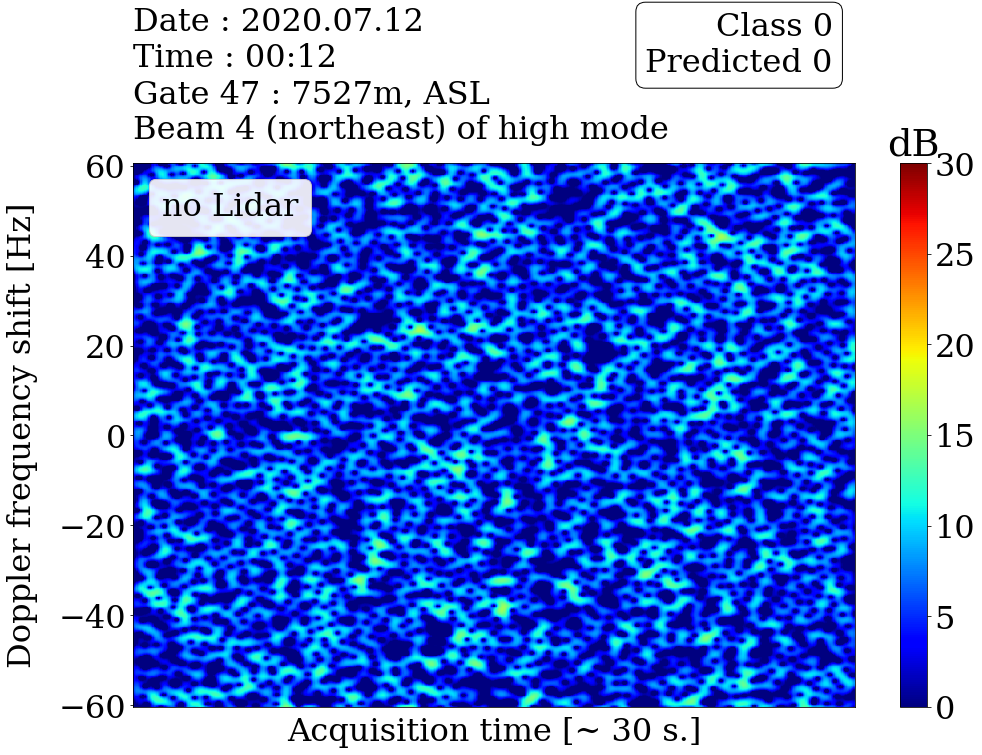 Date : 2020.07.12
Time : 00:12
Gate 47 : 7527m, ASL
Beam 4 (northeast) of high mode
Class 0
Predicted 0
dB
no Lidar
Doppler frequency shift [Hz]
60
40
20
0
−20
−40
−60
30
25
20
15
10
5
0
Acquisition time [~ 30 s.]